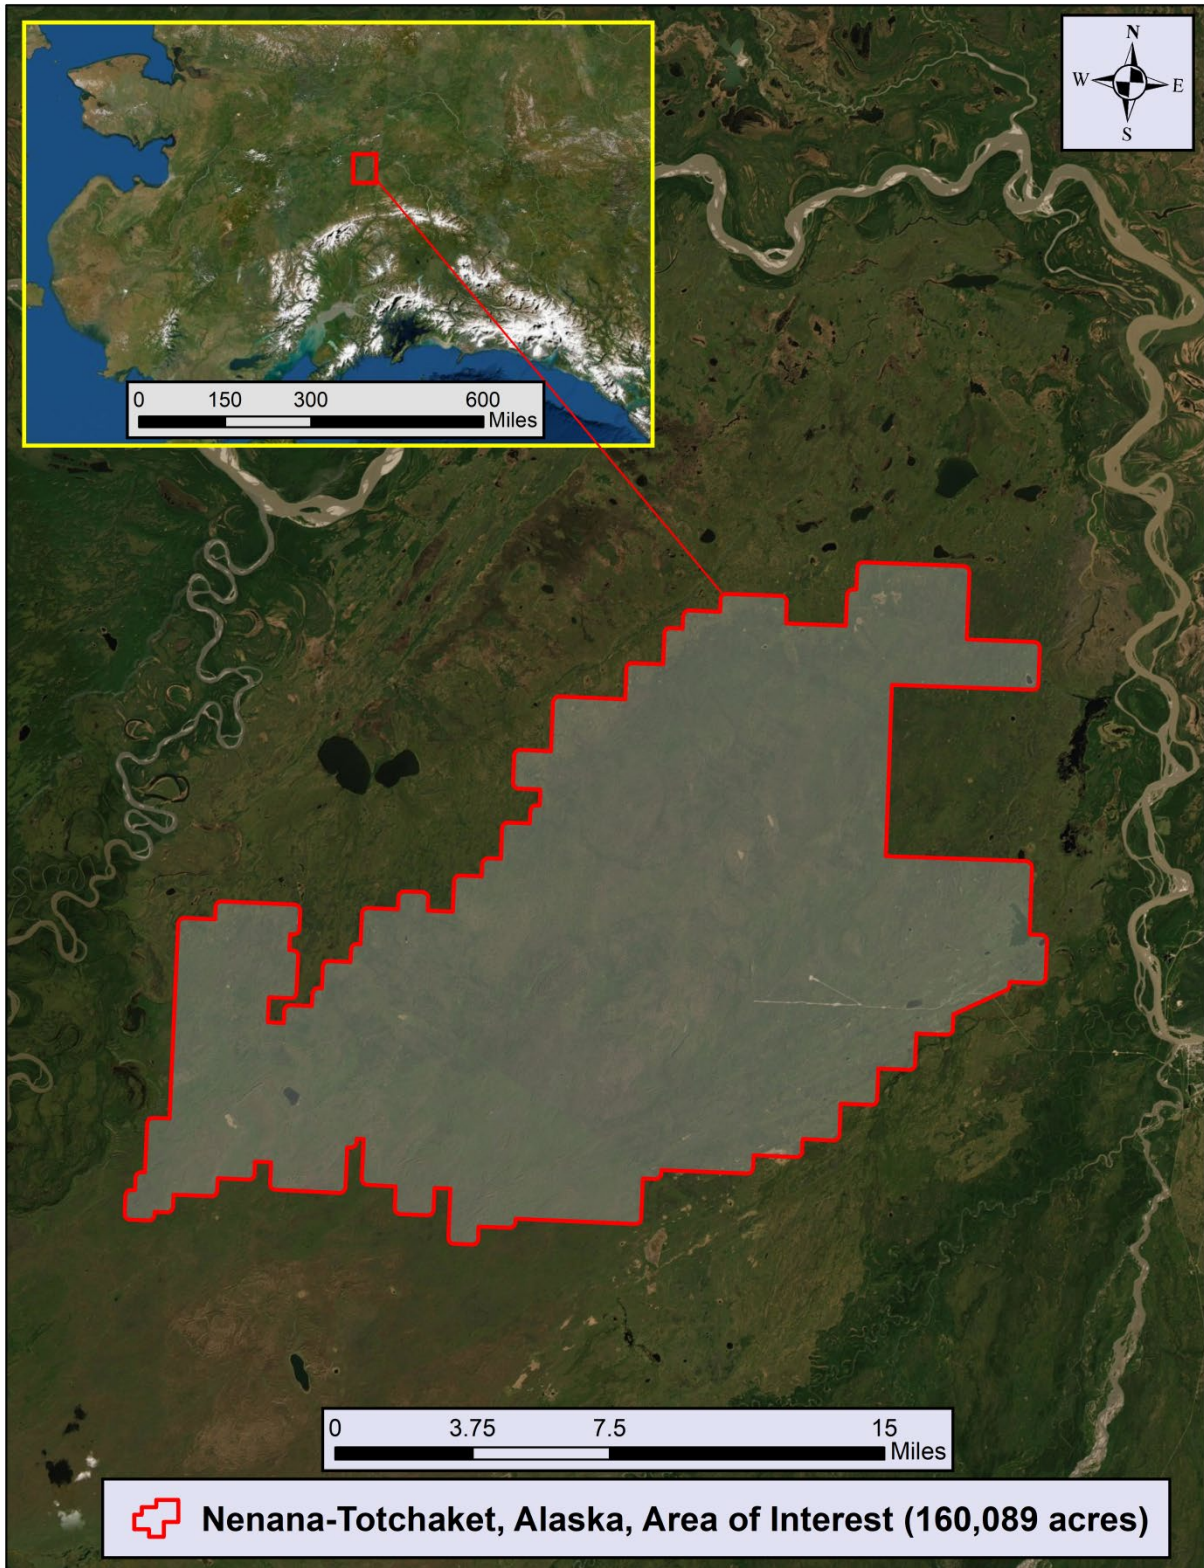 N
W E
S
0 150 300 600
Miles
0 3.75 7.5 15
Miles
Nenana-Totchaket, Alaska, Area of Interest (160,089 acres)